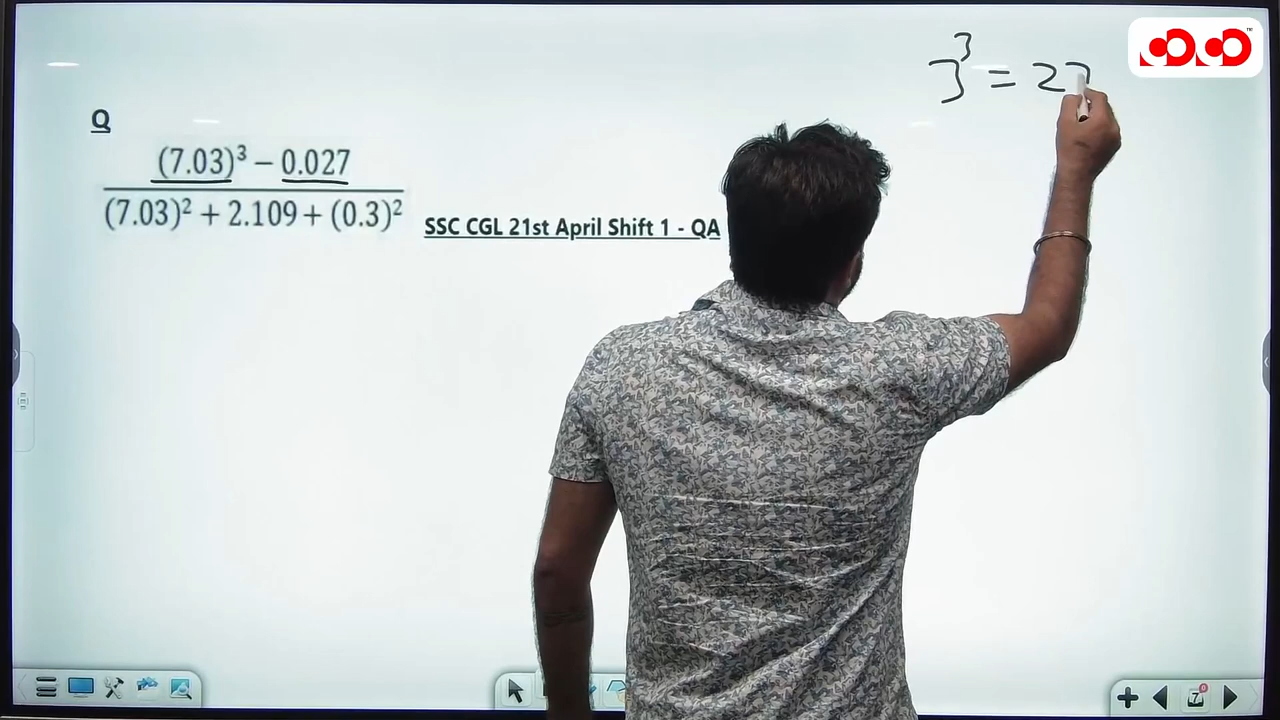 3³ = 27
Q
(7.03)³ − 0.027
(7.03)² + 2.109 + (0.3)²
SSC CGL 21st April Shift 1 - QA